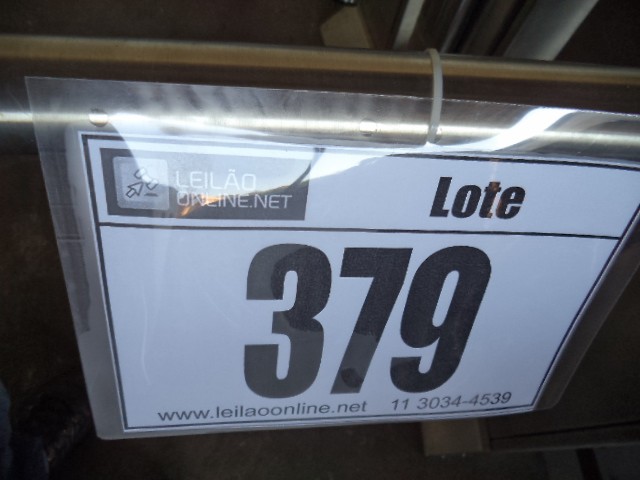 LEILÃO
ONLINE.NET
Lote
379
www.leilaoonline.net 11 3034-4539